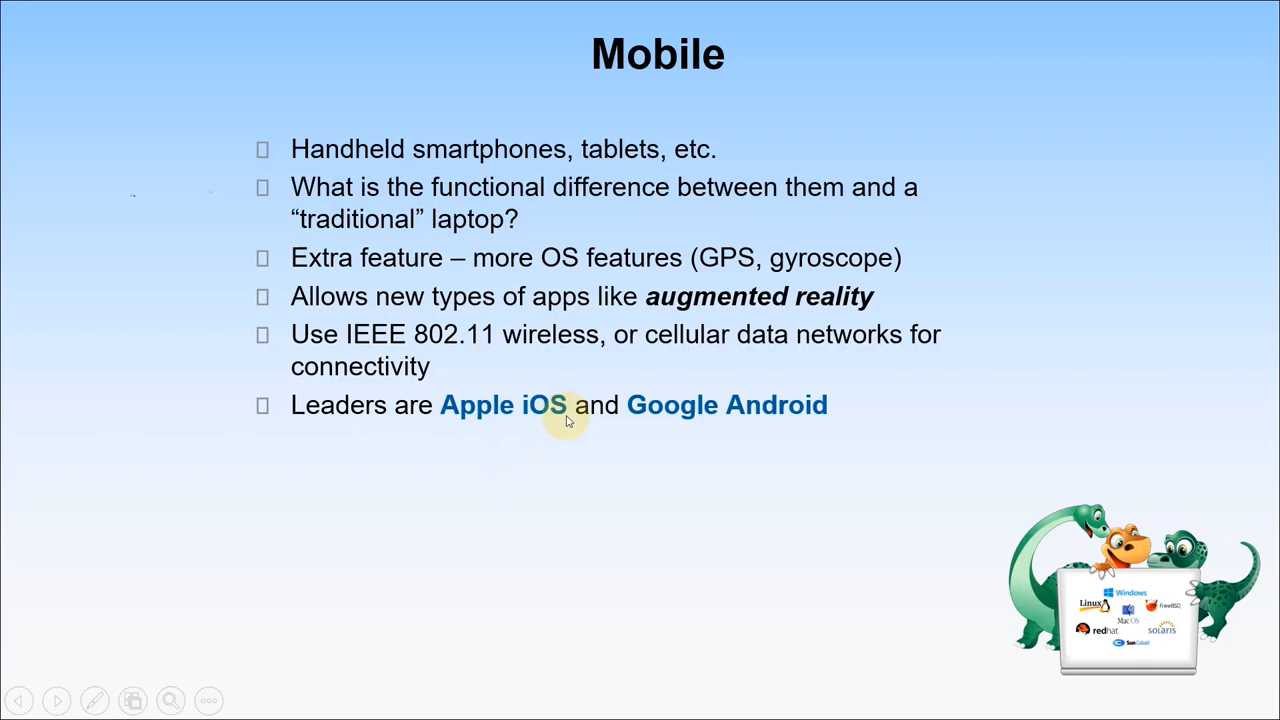 Mobile
Handheld smartphones, tablets, etc.
What is the functional difference between them and a
“traditional” laptop?
Extra feature – more OS features (GPS, gyroscope)
Allows new types of apps like augmented reality
Use IEEE 802.11 wireless, or cellular data networks for
connectivity
Leaders are Apple iOS and Google Android
Windows
Linux
FreeBSD
Mac OS
redhat
solaris
Sun Cobalt